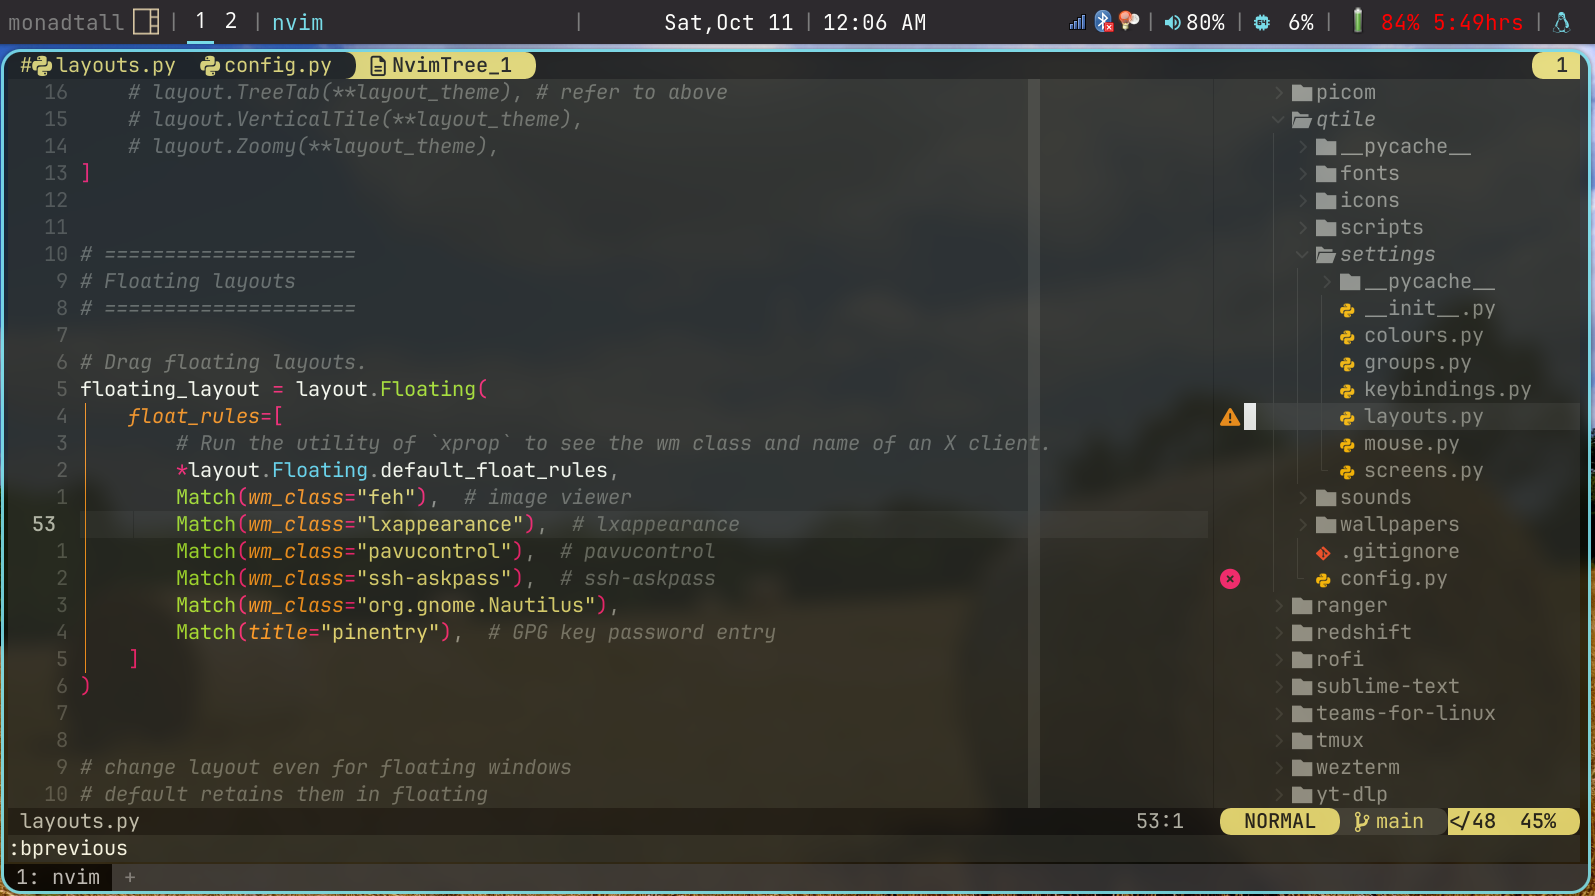 monadtall | 1 2 | nvim | Sat,Oct 11 | 12:06 AM | 80% | 6% | 84% 5:49hrs |
#layouts.py config.py NvimTree_1 1
16 # layout.TreeTab(**layout_theme), # refer to above
15 # layout.VerticalTile(**layout_theme),
14 # layout.Zoomy(**layout_theme),
13 ]
12
11
10 # =====================
9 # Floating layouts
8 # =====================
7
6 # Drag floating layouts.
5 floating_layout = layout.Floating(
4 float_rules=[
3 # Run the utility of `xprop` to see the wm class and name of an X client.
2 *layout.Floating.default_float_rules,
1 Match(wm_class="feh"), # image viewer
53 Match(wm_class="lxappearance"), # lxappearance
1 Match(wm_class="pavucontrol"), # pavucontrol
2 Match(wm_class="ssh-askpass"), # ssh-askpass
3 Match(wm_class="org.gnome.Nautilus"),
4 Match(title="pinentry"), # GPG key password entry
5 ]
6 )
7
8
9 # change layout even for floating windows
10 # default retains them in floating
picom
qtile
__pycache__
fonts
icons
scripts
settings
__pycache__
__init__.py
colours.py
groups.py
keybindings.py
layouts.py
mouse.py
screens.py
sounds
wallpapers
.gitignore
config.py
ranger
redshift
rofi
sublime-text
teams-for-linux
tmux
wezterm
yt-dlp
layouts.py 53:1 NORMAL main </48 45%
:bprevious
1: nvim +